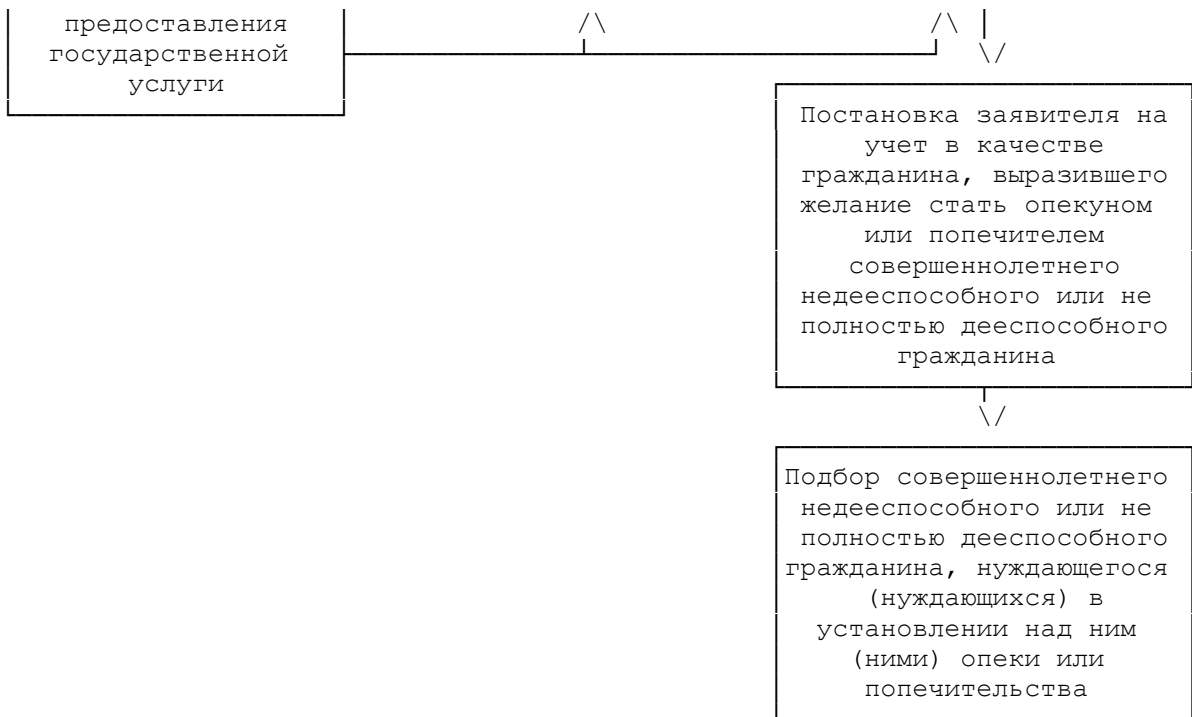 предоставления
государственной
услуги
Постановка заявителя на
учет в качестве
гражданина, выразившего
желание стать опекуном
или попечителем
совершеннолетнего
недееспособного или не
полностью дееспособного
гражданина
Подбор совершеннолетнего
недееспособного или не
полностью дееспособного
гражданина, нуждающегося
(нуждающихся) в
установлении над ним
(ними) опеки или
попечительства